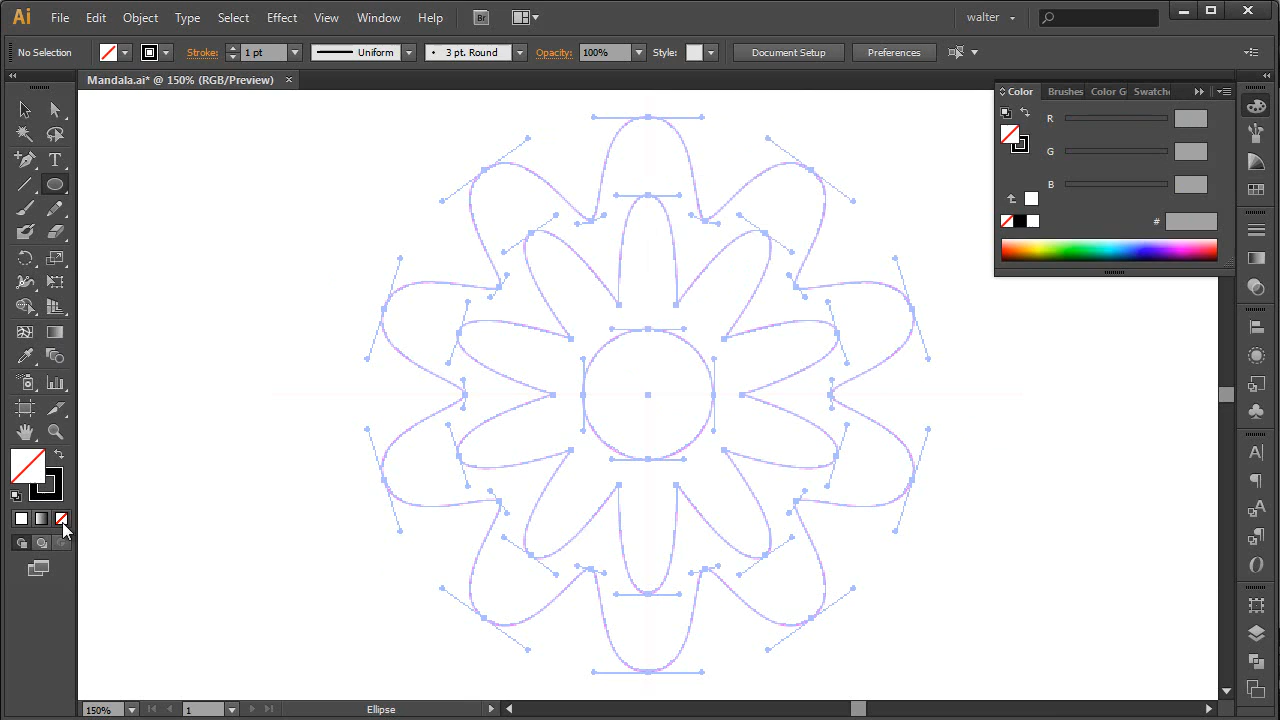 Ai File Edit Object Type Select Effect View Window Help Br walter
No Selection Stroke: 1 pt Uniform 3 pt. Round Opacity: 100% Style: Document Setup Preferences
Mandala.ai* @ 150% (RGB/Preview)
Color Brushes Color G Swatche
R
G
B
#
T
150% 1 Ellipse